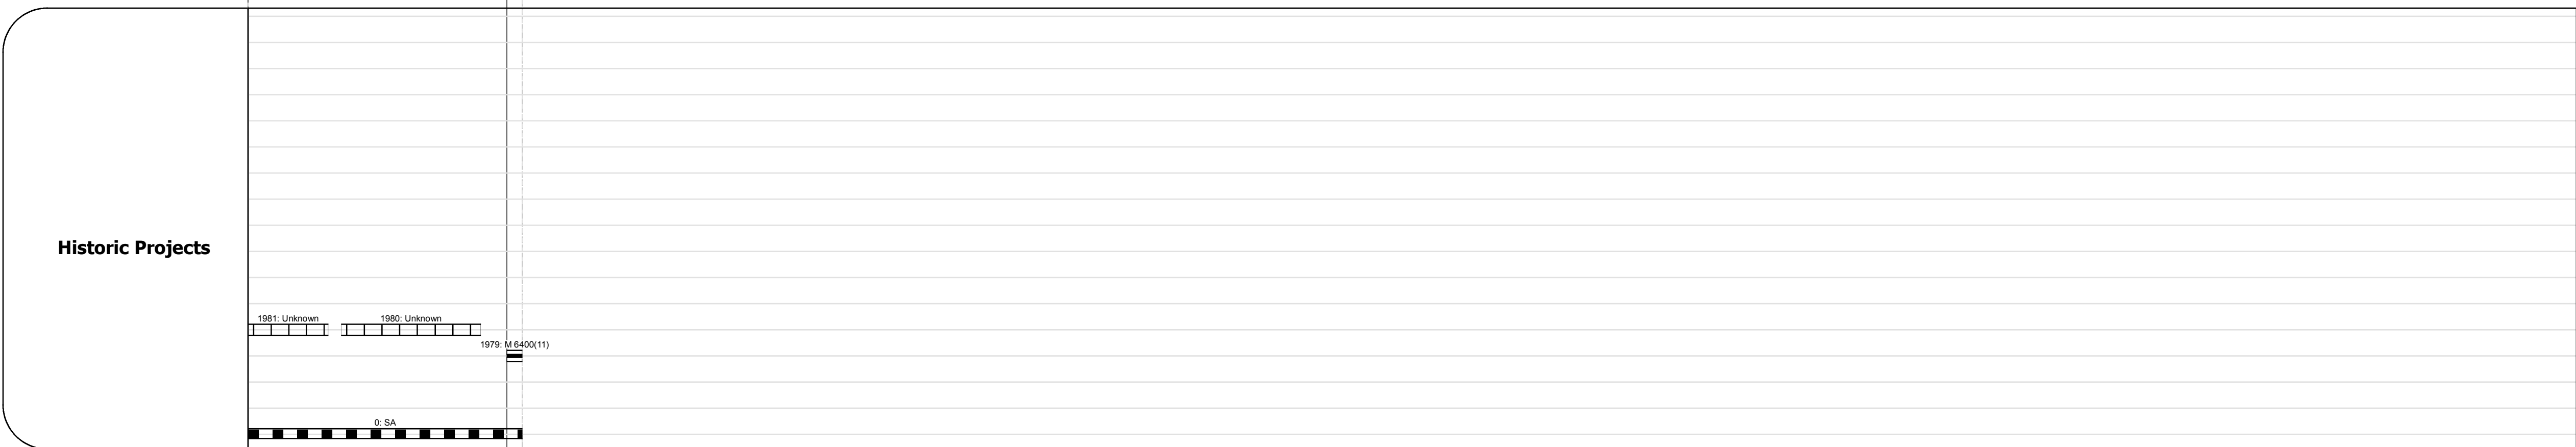 Historic Projects
1981: Unknown
1980: Unknown
1979: M 6400(11)
0: SA